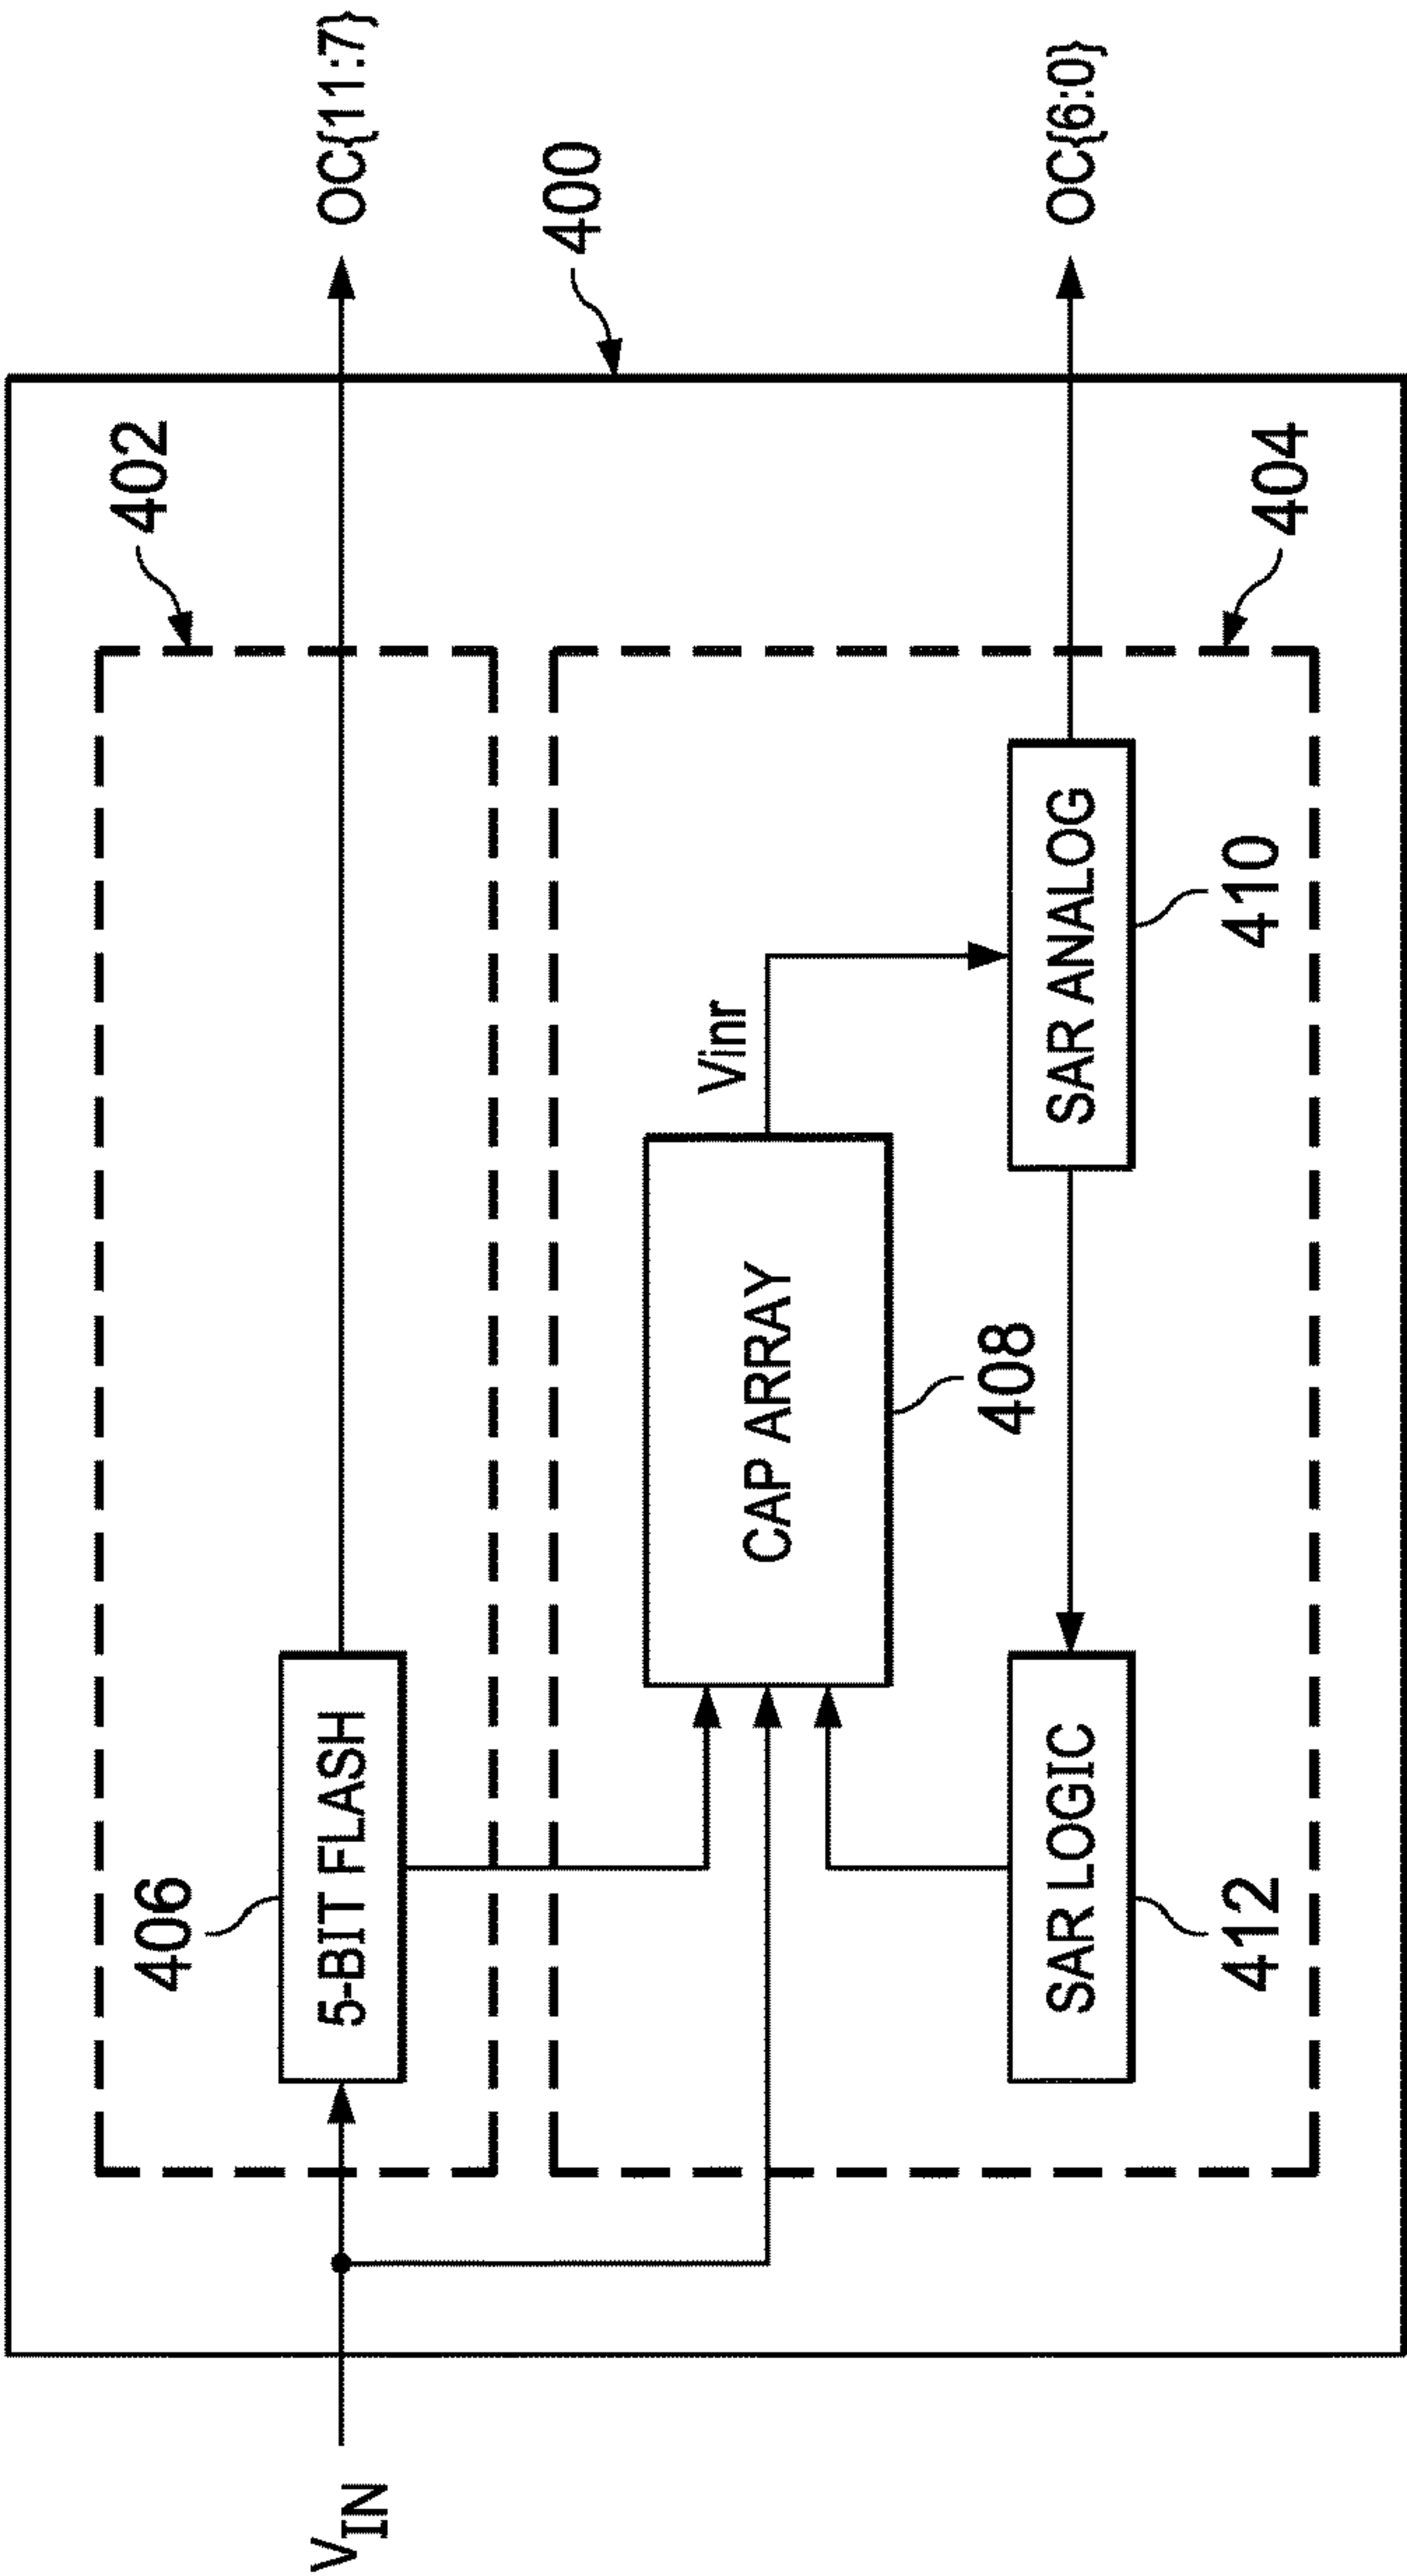 402
OC{11:7}
406
5-BIT FLASH
400
VIN
Vinr
CAP ARRAY
408
OC{6:0}
SAR LOGIC
SAR ANALOG
412
410
404